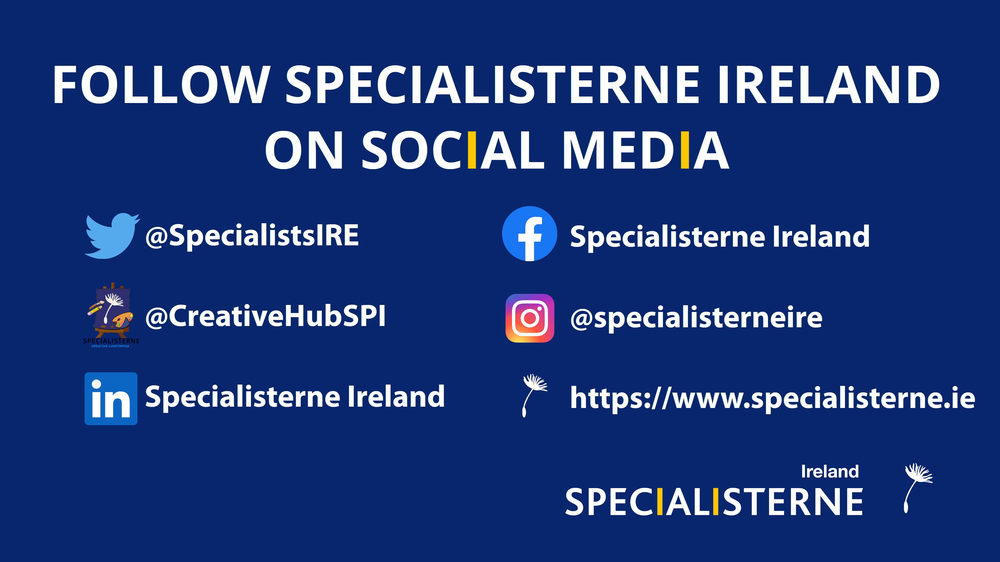 FOLLOW SPECIALISTERNE IRELAND
ON SOCIAL MEDIA
@SpecialistsIRE
Specialisterne Ireland
SPECIALISTERNE
CREATIVE CANDIDATES
@CreativeHubSPI
@specialisterneire
in
Specialisterne Ireland
https://www.specialisterne.ie
Ireland
SPECIALISTERNE